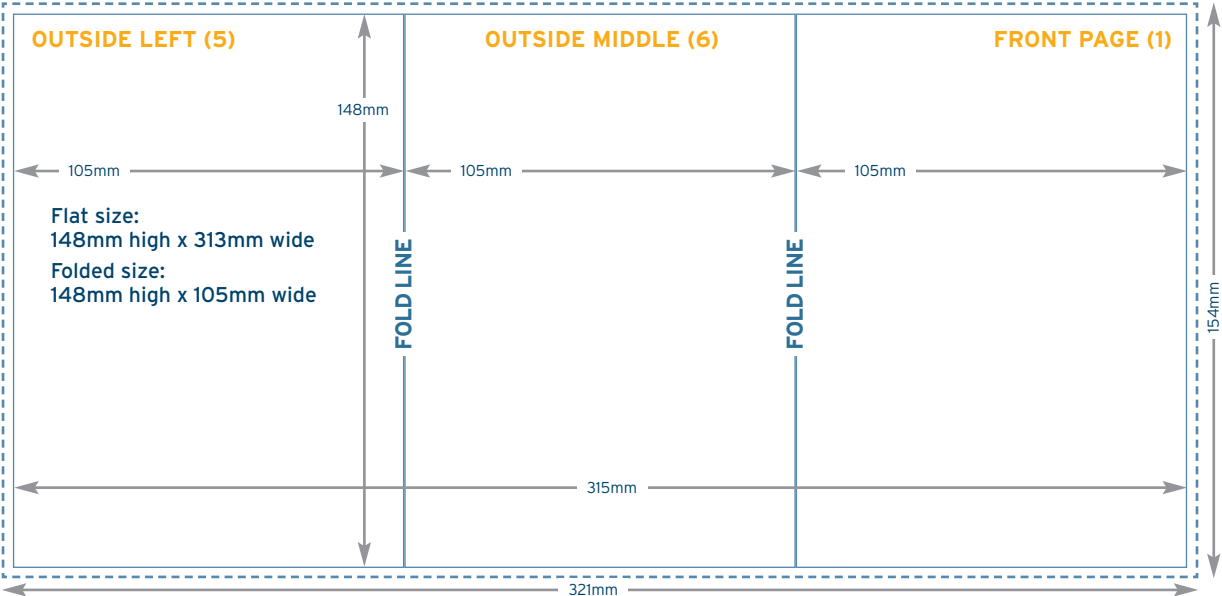 OUTSIDE LEFT (5)
OUTSIDE MIDDLE (6)
FRONT PAGE (1)
148mm
105mm
105mm
105mm
Flat size:
148mm high x 313mm wide
Folded size:
148mm high x 105mm wide
FOLD LINE
FOLD LINE
154mm
315mm
321mm